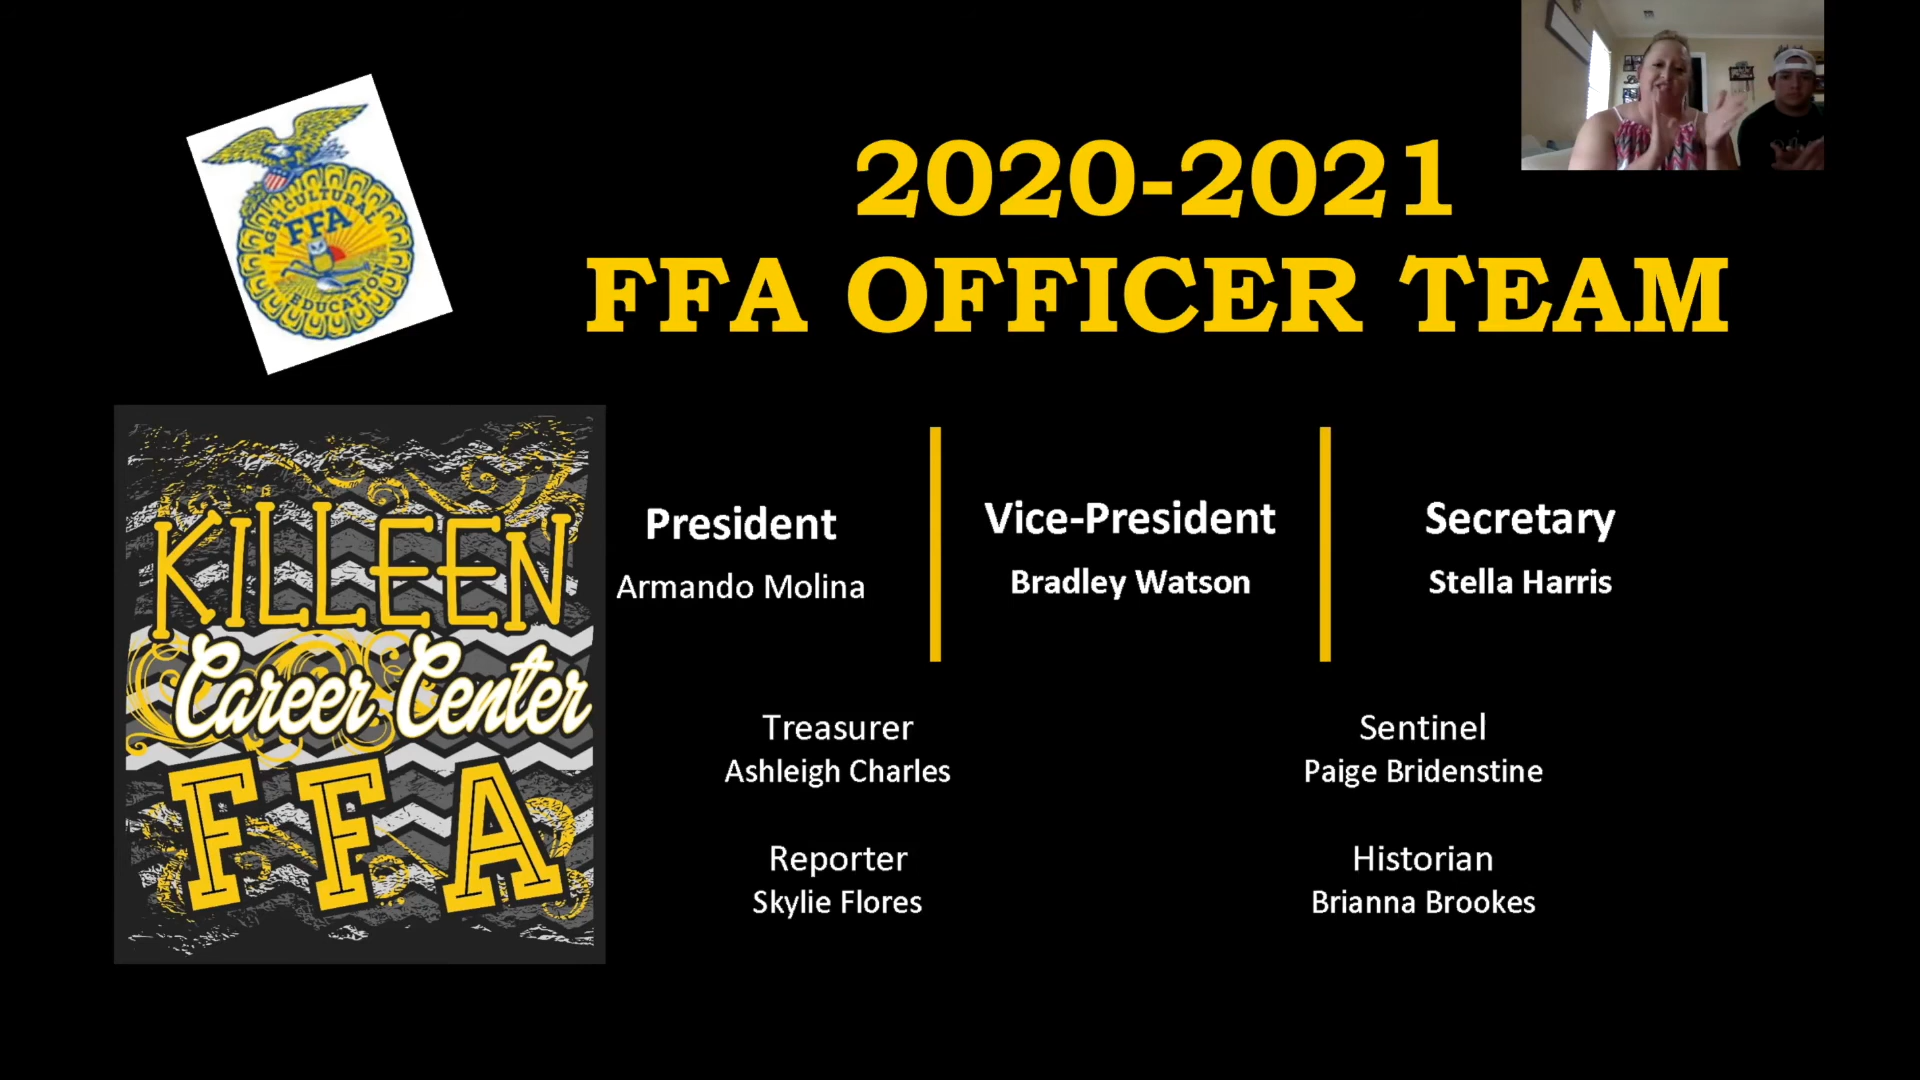 2020-2021
FFA OFFICER TEAM
AGRICULTURAL
FFA
EDUCATION
KILLEEN
Career Center
FFA
President
Armando Molina
Vice-President
Bradley Watson
Secretary
Stella Harris
Treasurer
Ashleigh Charles
Sentinel
Paige Bridenstine
Reporter
Skylie Flores
Historian
Brianna Brookes